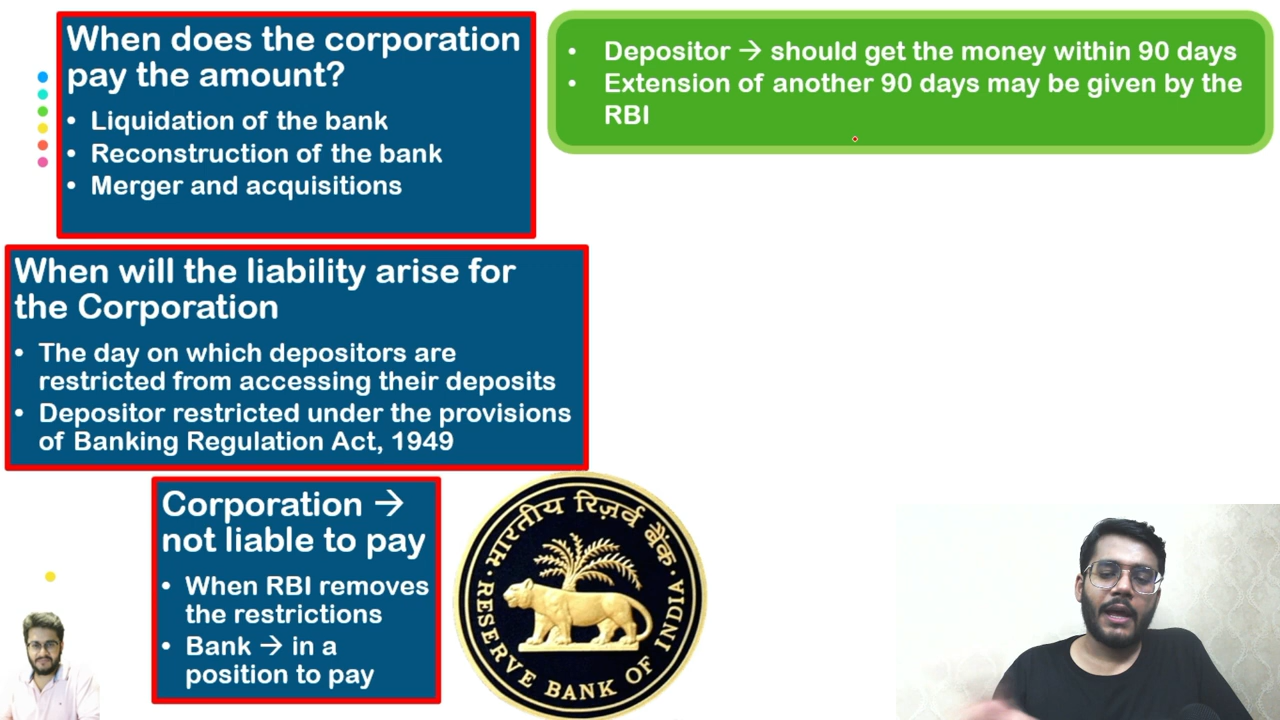 When does the corporation
pay the amount?
• Liquidation of the bank
• Reconstruction of the bank
• Merger and acquisitions
• Depositor → should get the money within 90 days
• Extension of another 90 days may be given by the
RBI
When will the liability arise for
the Corporation
• The day on which depositors are
restricted from accessing their deposits
• Depositor restricted under the provisions
of Banking Regulation Act, 1949
Corporation →
not liable to pay
• When RBI removes
the restrictions
• Bank → in a
position to pay
भारतीय रिज़र्व बैंक
RESERVE BANK OF INDIA